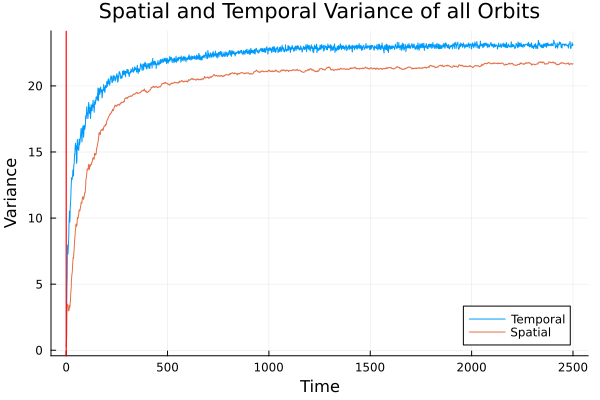 Spatial and Temporal Variance of all Orbits
Variance
20
15
10
5
0
Temporal
Spatial
0 500 1000 1500 2000 2500
Time